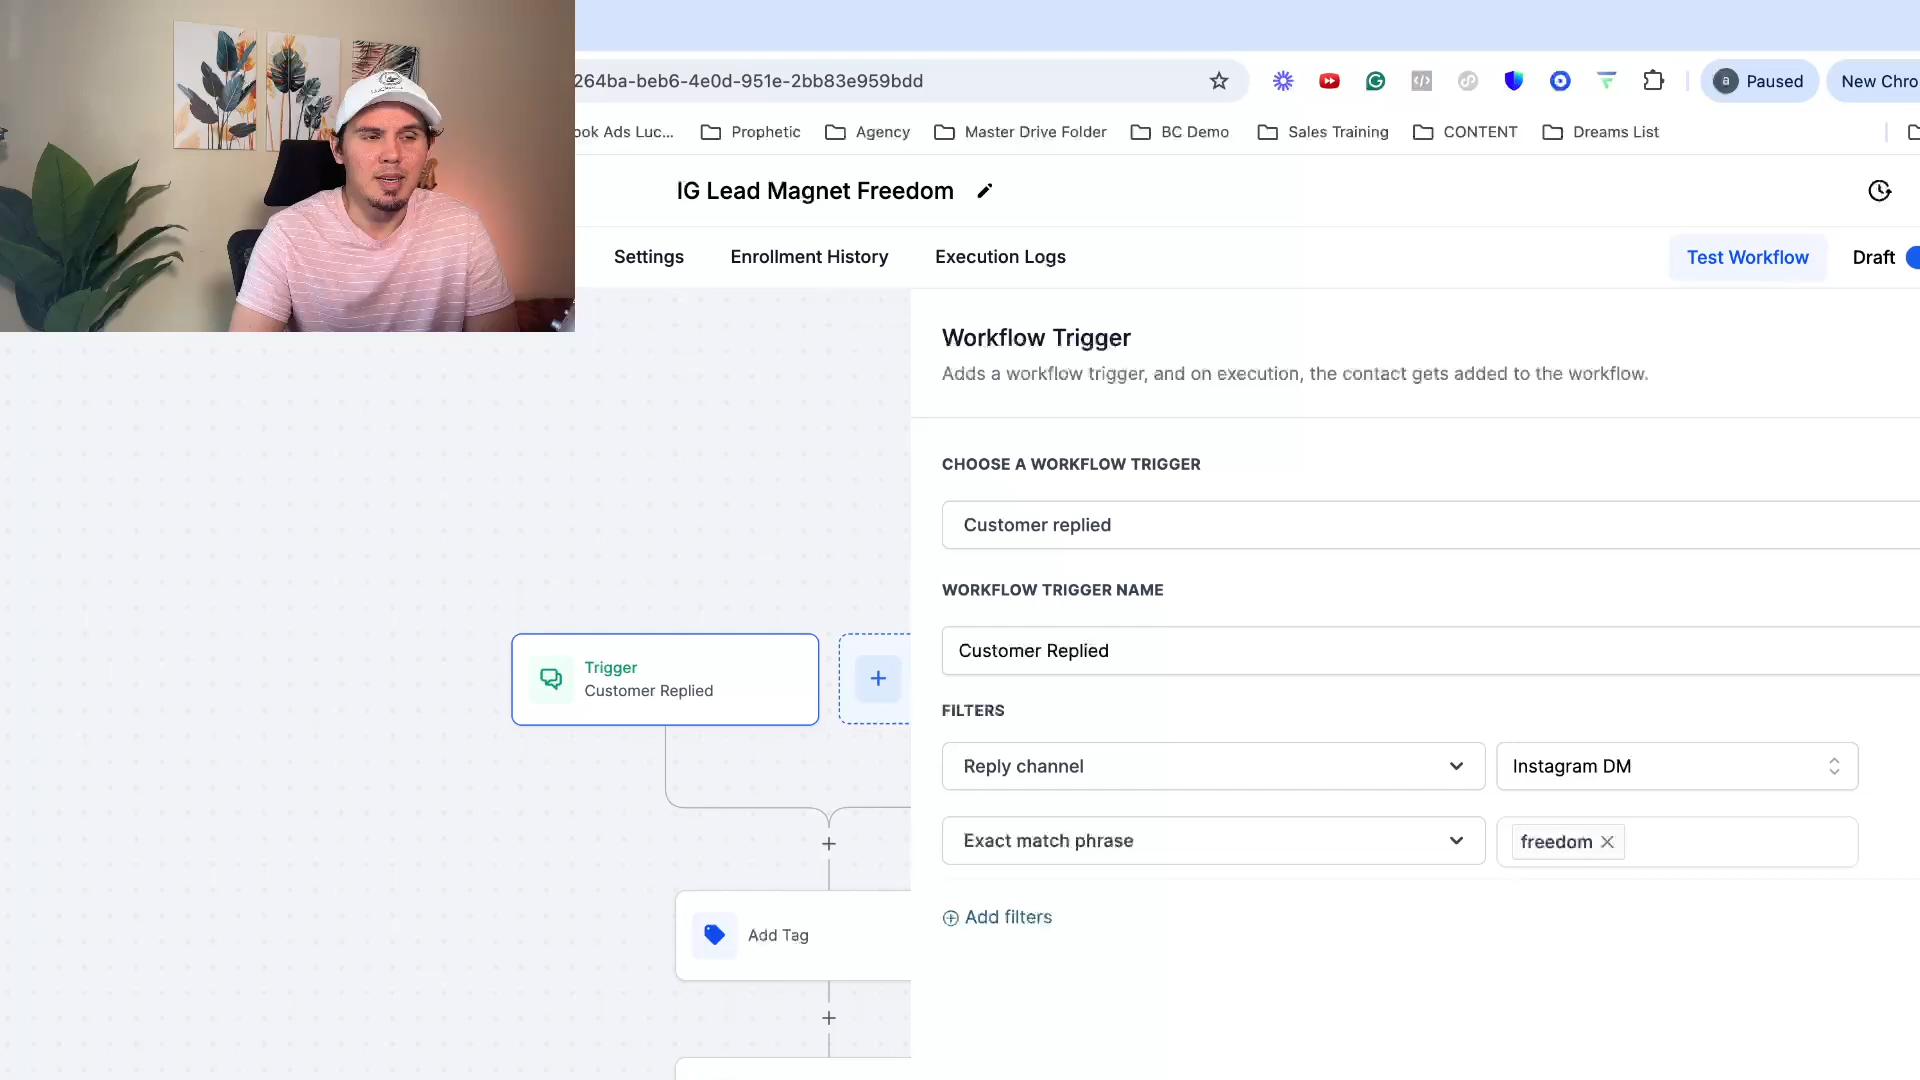 264ba-beb6-4e0d-951e-2bb83e959bdd
a Paused
New Chro
ook Ads Luc...
Prophetic
Agency
Master Drive Folder
BC Demo
Sales Training
CONTENT
Dreams List
IG Lead Magnet Freedom
Settings
Enrollment History
Execution Logs
Test Workflow
Draft
Workflow Trigger
Adds a workflow trigger, and on execution, the contact gets added to the workflow.
CHOOSE A WORKFLOW TRIGGER
Customer replied
WORKFLOW TRIGGER NAME
Customer Replied
FILTERS
Reply channel
Instagram DM
Exact match phrase
freedom
Add filters
Trigger
Customer Replied
Add Tag